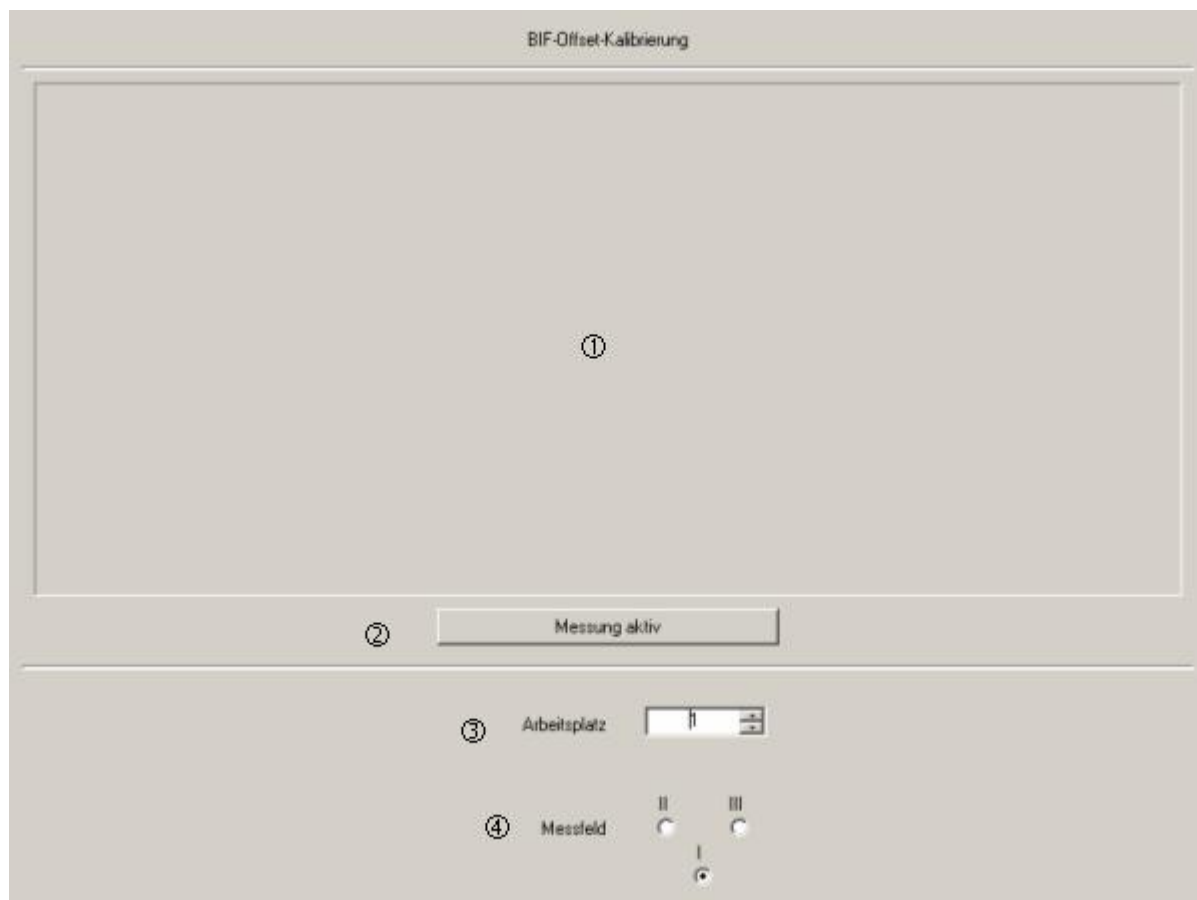 BIF-Offset-Kalibrierung
①
② Messung aktiv
③ Arbeitsplatz 1
II III
④ Messfeld
I